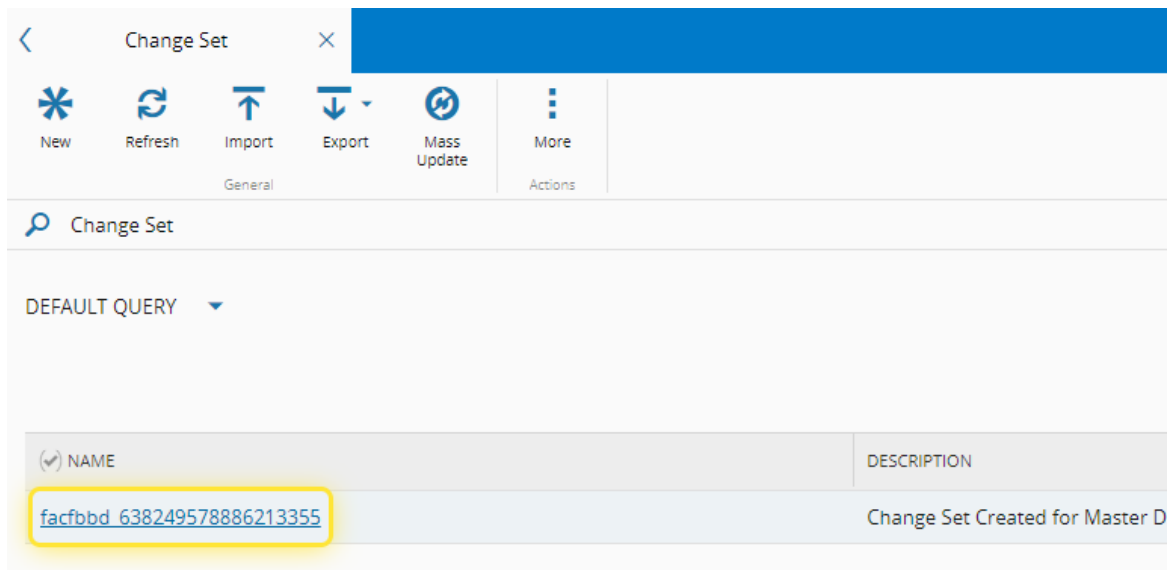 Change Set
New
Refresh
Import
Export
Mass
Update
More
General
Actions
Change Set
DEFAULT QUERY
NAME
DESCRIPTION
facfbbd_638249578886213355
Change Set Created for Master D